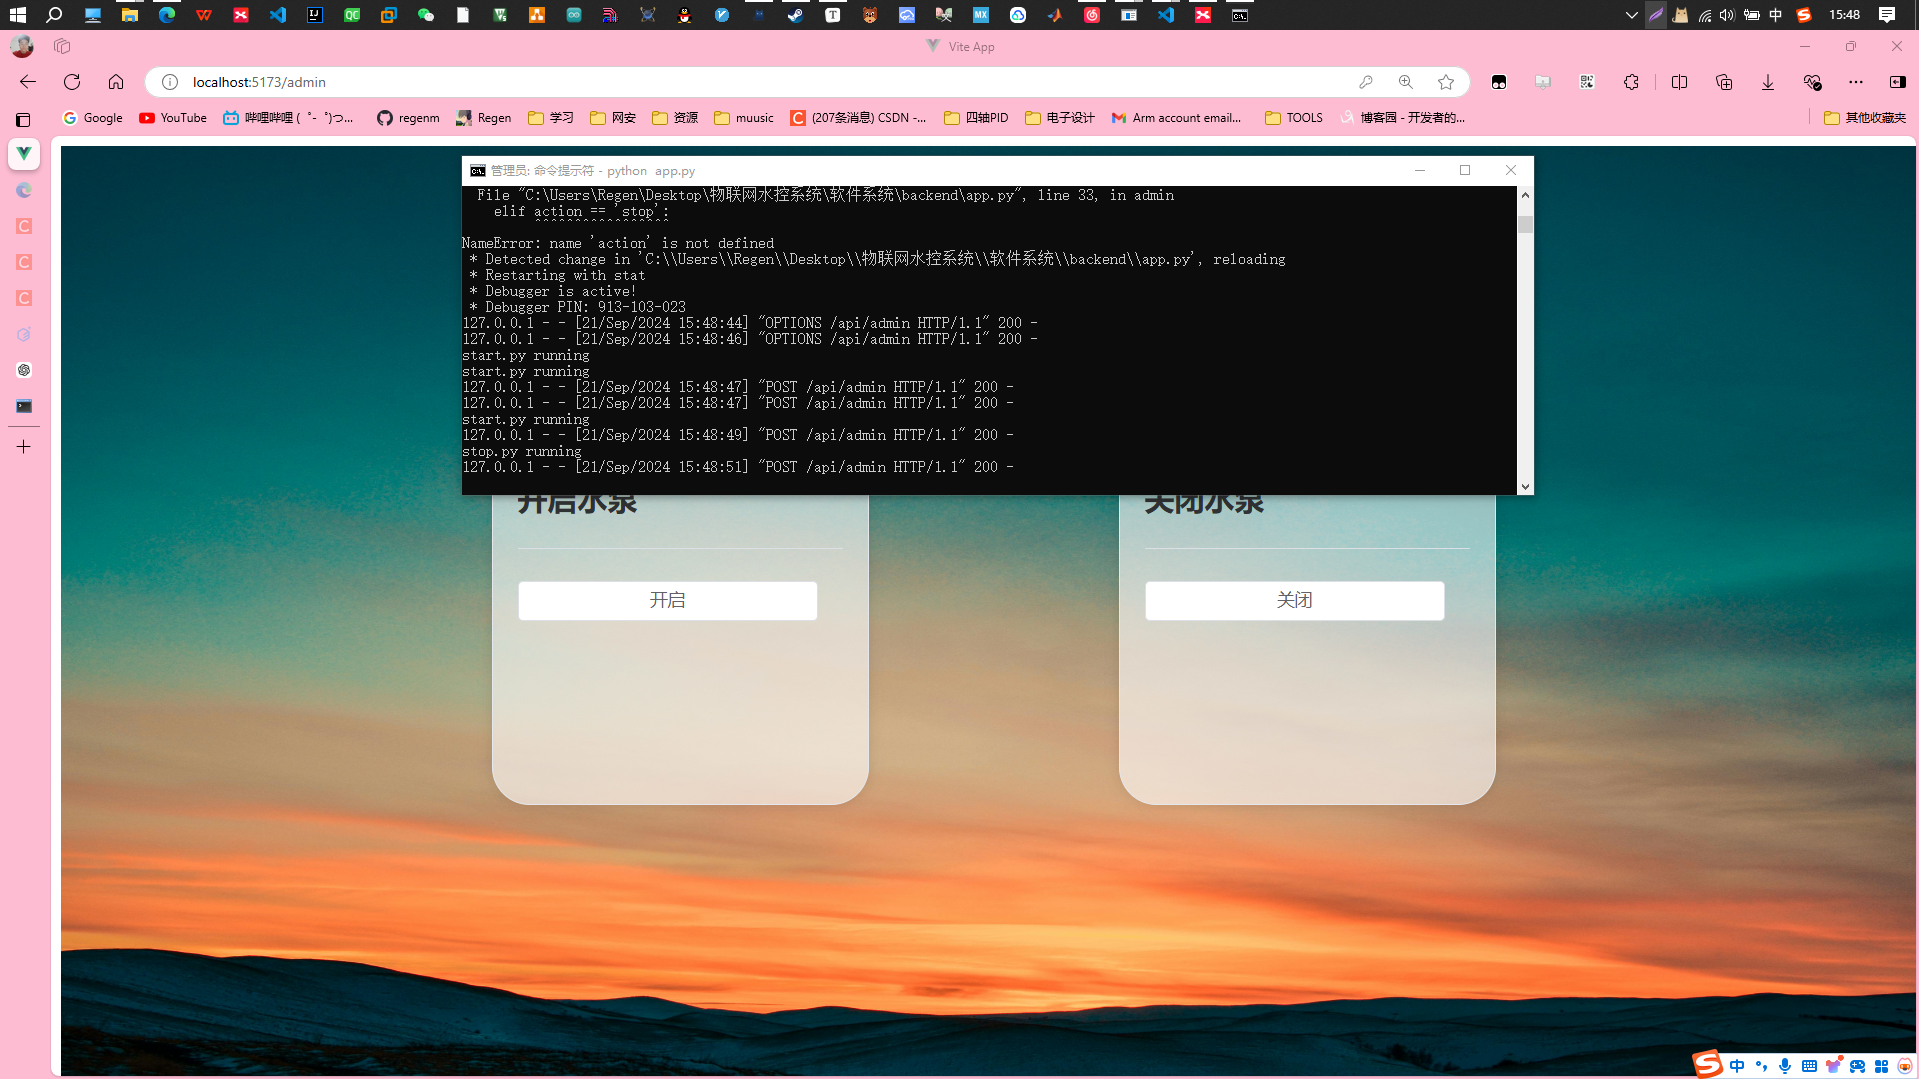 中
15:48
Vite App
localhost:5173/admin
Google
YouTube
哔哩哔哩 (゜-゜)つ...
regenm
Regen
学习
网安
资源
muusic
(207条消息) CSDN -...
四轴PID
电子设计
Arm account email...
TOOLS
博客园 - 开发者的...
其他收藏夹
管理员: 命令提示符 - python  app.py
File "C:\Users\Regen\Desktop\物联网水控系统\软件系统\backend\app.py", line 33, in admin
elif action == 'stop':
^^^^^^^^^^^^^^^^
NameError: name 'action' is not defined
* Detected change in 'C:\\Users\\Regen\\Desktop\\物联网水控系统\\软件系统\\backend\\app.py', reloading
* Restarting with stat
* Debugger is active!
* Debugger PIN: 913-103-023
127.0.0.1 - - [21/Sep/2024 15:48:44] "OPTIONS /api/admin HTTP/1.1" 200 -
127.0.0.1 - - [21/Sep/2024 15:48:46] "OPTIONS /api/admin HTTP/1.1" 200 -
start.py running
start.py running
127.0.0.1 - - [21/Sep/2024 15:48:47] "POST /api/admin HTTP/1.1" 200 -
127.0.0.1 - - [21/Sep/2024 15:48:47] "POST /api/admin HTTP/1.1" 200 -
start.py running
127.0.0.1 - - [21/Sep/2024 15:48:49] "POST /api/admin HTTP/1.1" 200 -
stop.py running
127.0.0.1 - - [21/Sep/2024 15:48:51] "POST /api/admin HTTP/1.1" 200 -
开启水泵
关闭水泵
开启
关闭
中